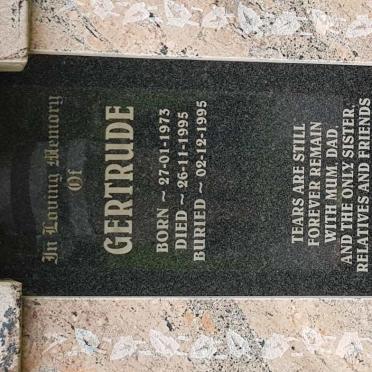 In Loving Memory
Of
GERTRUDE
BORN ~ 27-01-1973
DIED ~ 26-11-1995
BURIED ~ 02-12-1995
TEARS ARE STILL
FOREVER REMAIN
WITH MUM DAD,
AND THE ONLY SISTER,
RELATIVES AND FRIENDS